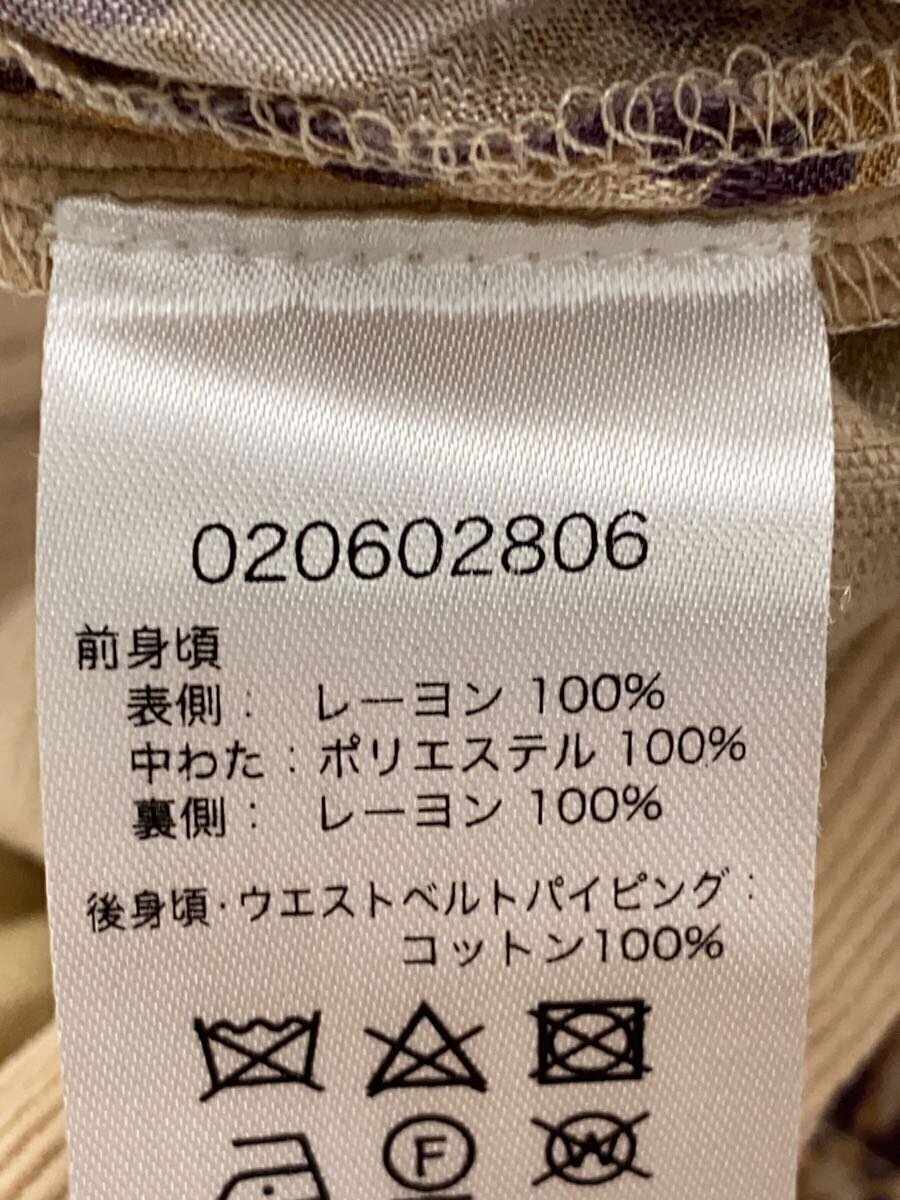 020602806
前身頃
表側： レーヨン 100%
中わた：ポリエステル 100%
裏側： レーヨン 100%
後身頃・ウエストベルトパイピング：
コットン100%
F
W